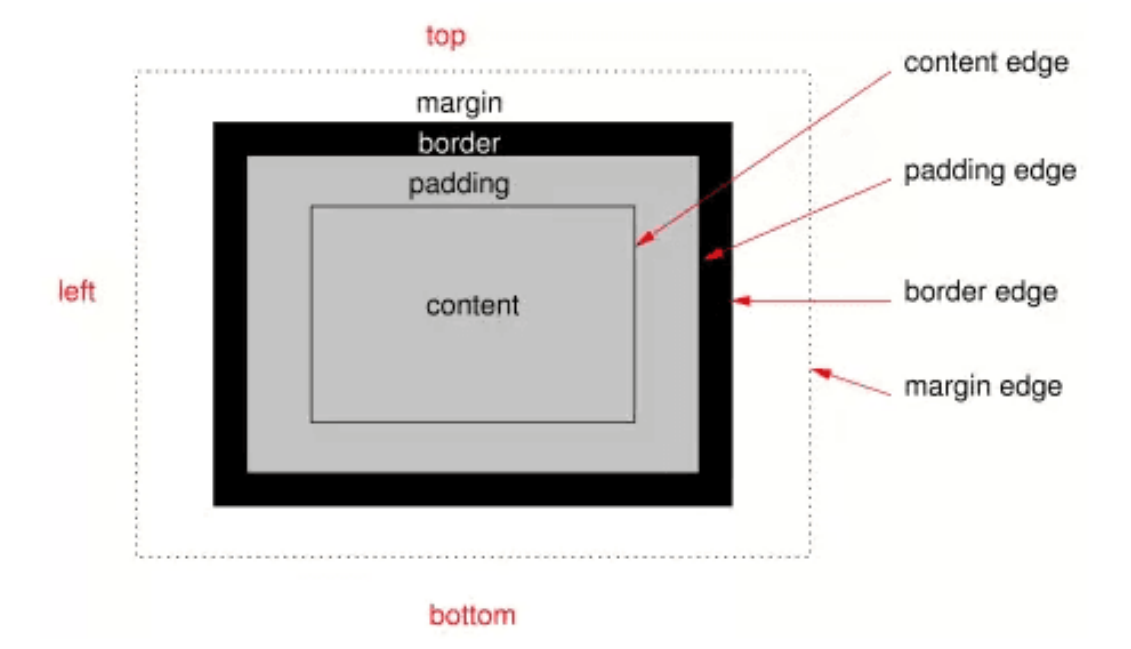 top
content edge
margin
border
padding edge
padding
left
content
border edge
margin edge
bottom